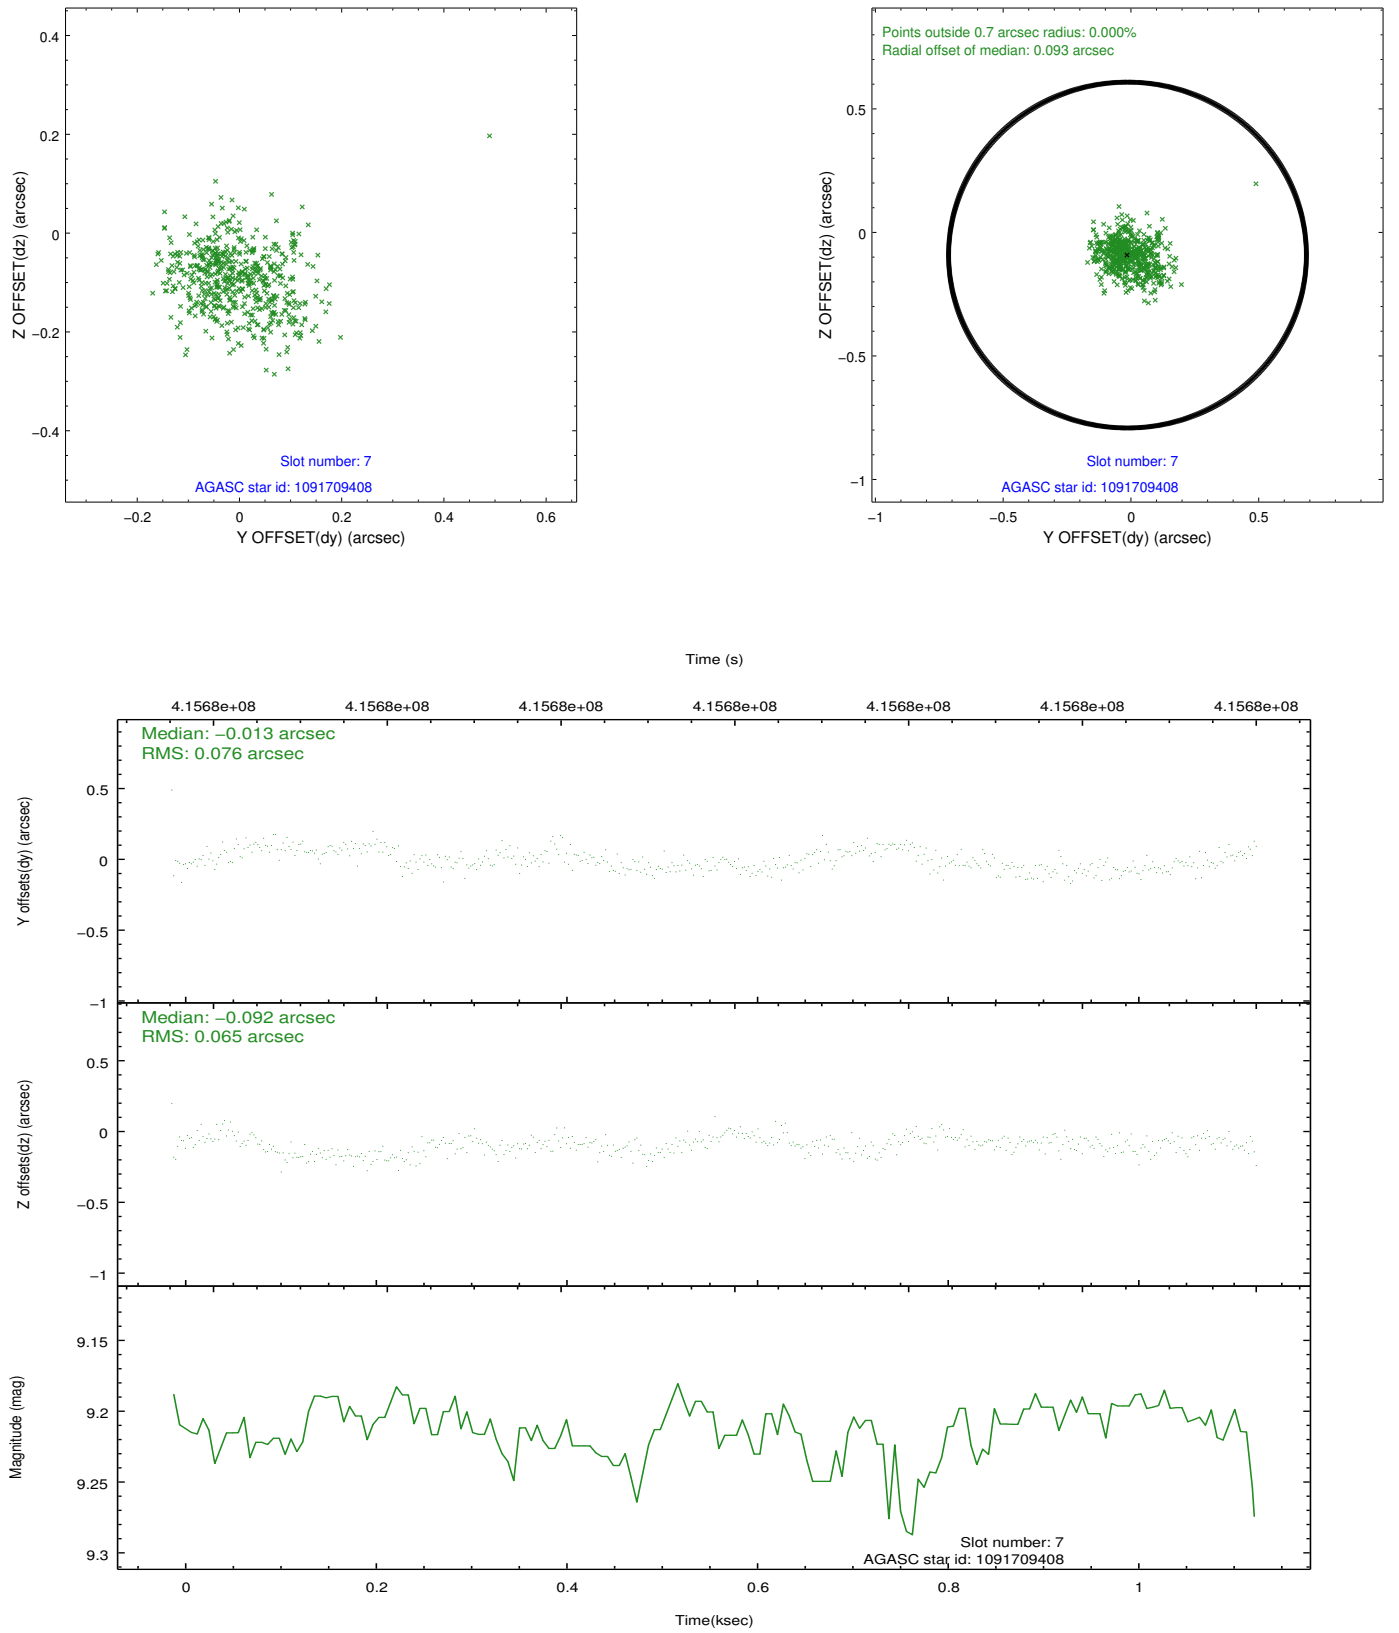 0.4
0.2
0
−0.2
−0.4
Z OFFSET(dz) (arcsec)
Slot number: 7
AGASC star id: 1091709408
−0.2 0 0.2 0.4 0.6
Y OFFSET(dy) (arcsec)
Points outside 0.7 arcsec radius: 0.000%
Radial offset of median: 0.093 arcsec
0.5
0
−0.5
−1
Z OFFSET(dz) (arcsec)
Slot number: 7
AGASC star id: 1091709408
−1 −0.5 0 0.5
Y OFFSET(dy) (arcsec)
Time (s)
4.1568e+08 4.1568e+08 4.1568e+08 4.1568e+08 4.1568e+08 4.1568e+08 4.1568e+08
Median: −0.013 arcsec
RMS: 0.076 arcsec
0.5
0
−0.5
−1
Y offsets(dy) (arcsec)
Median: −0.092 arcsec
RMS: 0.065 arcsec
0.5
0
−0.5
−1
Z offsets(dz) (arcsec)
9.15
9.2
9.25
9.3
Magnitude (mag)
Slot number: 7
AGASC star id: 1091709408
0 0.2 0.4 0.6 0.8 1
Time(ksec)